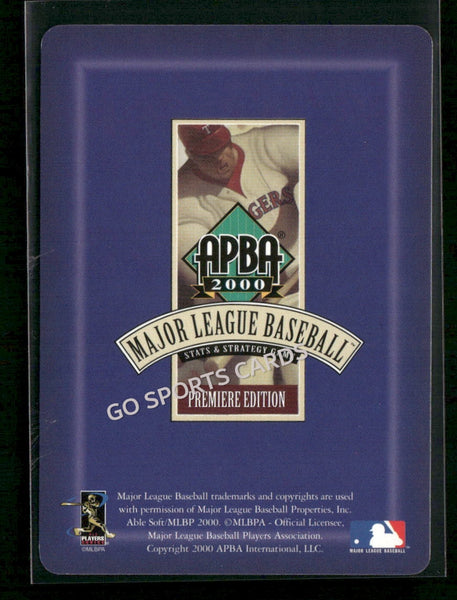 T
GERS
APBA®
2000
MAJOR LEAGUE BASEBALL™
STATS & STRATEGY
GO SPORTS CARDS
PREMIERE EDITION
Major League Baseball trademarks and copyrights are used
with permission of Major League Baseball Properties, Inc.
Able Soft/MLBP 2000. ©MLBPA - Official Licensee,
Major League Baseball Players Association.
Copyright 2000 APBA International, LLC.
PLAYERS
CHOICE
©MLBPA
MAJOR LEAGUE BASEBALL